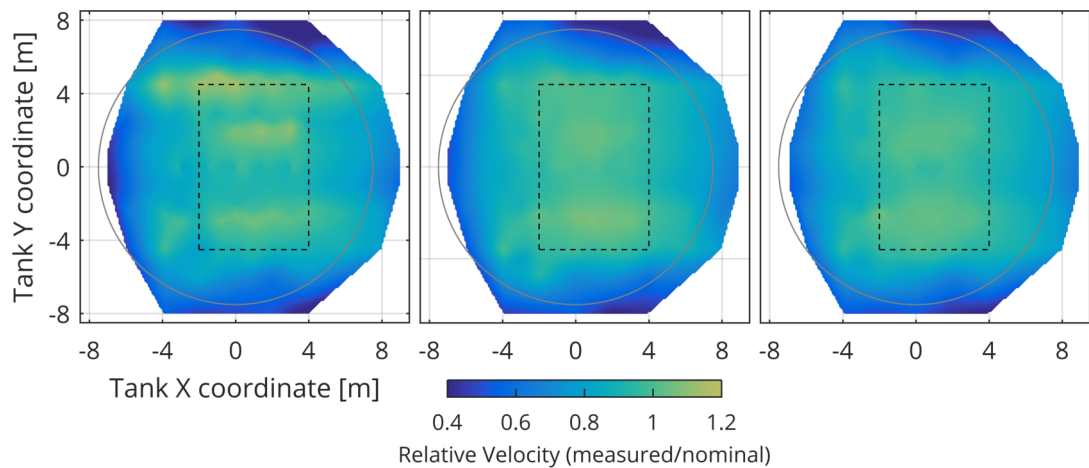 8
4
0
-4
-8
Tank Y coordinate [m]
-8 -4 0 4 8
-8 -4 0 4 8
-8 -4 0 4 8
Tank X coordinate [m]
0.4 0.6 0.8 1 1.2
Relative Velocity (measured/nominal)